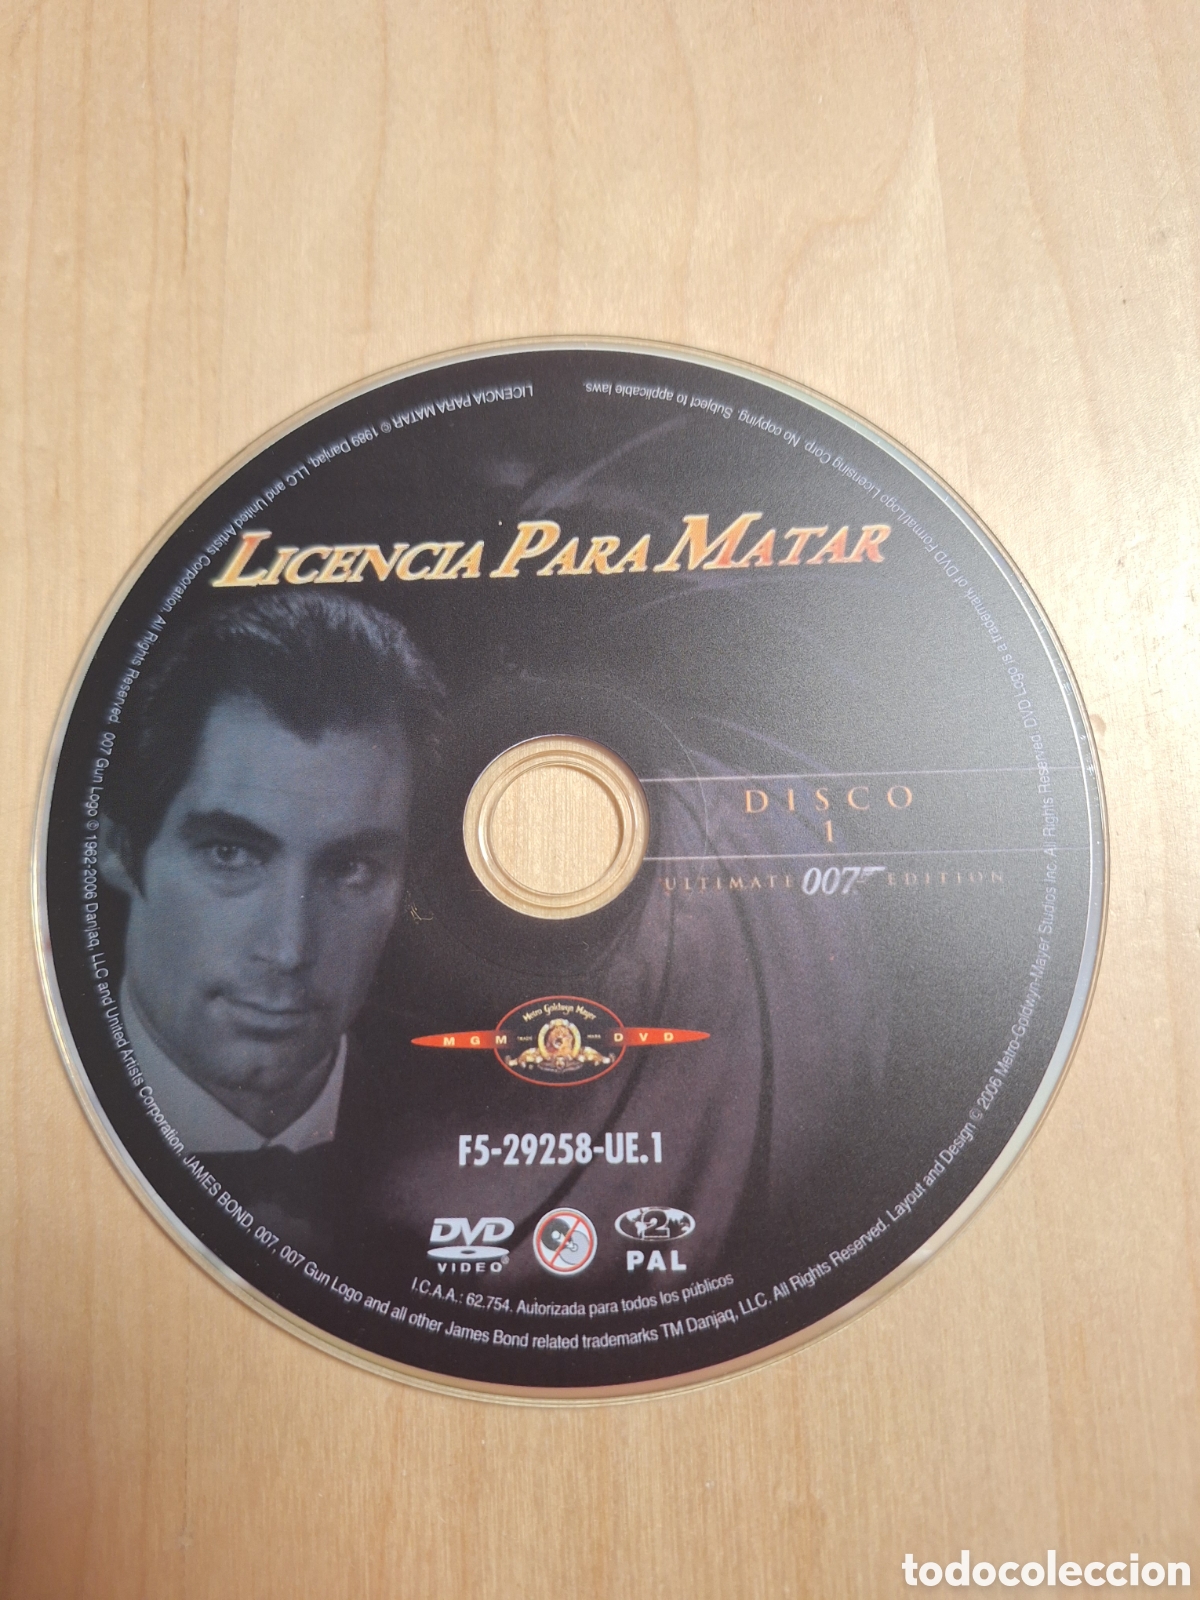 LICENCIA PARA MATAR
DISCO
1
ULTIMATE 007 EDITION
Metro Goldwyn Mayer
MGM TRADE MARK DVD
F5-29258-UE.1
DVD
VIDEO
2
PAL
I.C.A.A.: 62.754. Autorizada para todos los públicos
LICENCIA PARA MATAR © 1989 Danjaq, LLC and United Artists Corporation. All Rights Reserved. 007 Gun Logo © 1962-2006 Danjaq, LLC and United Artists Corporation. JAMES BOND, 007, 007 Gun Logo and all other James Bond related trademarks TM Danjaq, LLC. All Rights Reserved. Layout and Design © 2006 Metro-Goldwyn-Mayer Studios Inc. All Rights Reserved. DVD Logo is a trademark of DVD Format/Logo Licensing Corp. No copying. Subject to applicable laws.
todocoleccion